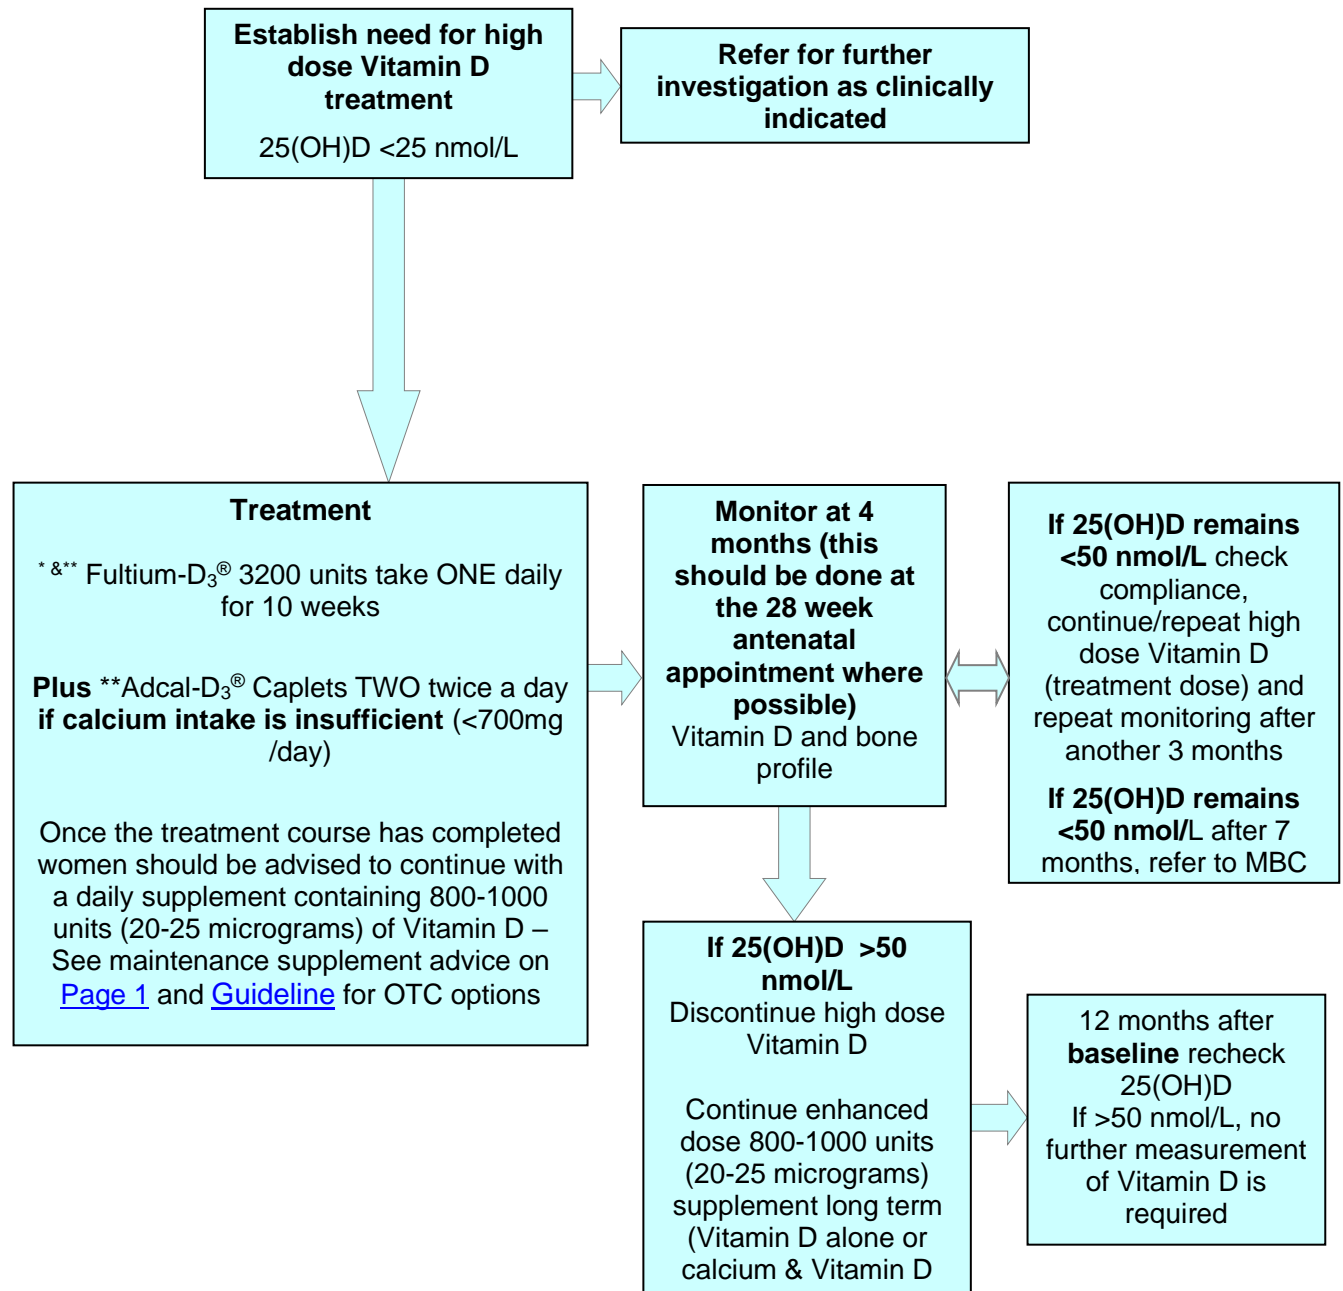 Establish need for high
dose Vitamin D
treatment
25(OH)D <25 nmol/L
Refer for further
investigation as clinically
indicated
Treatment
* &** Fultium-D₃® 3200 units take ONE daily
for 10 weeks
Plus **Adcal-D₃® Caplets TWO twice a day
if calcium intake is insufficient (<700mg
/day)
Once the treatment course has completed
women should be advised to continue with
a daily supplement containing 800-1000
units (20-25 micrograms) of Vitamin D –
See maintenance supplement advice on
Page 1 and Guideline for OTC options
Monitor at 4
months (this
should be done at
the 28 week
antenatal
appointment where
possible)
Vitamin D and bone
profile
If 25(OH)D remains
<50 nmol/L check
compliance,
continue/repeat high
dose Vitamin D
(treatment dose) and
repeat monitoring after
another 3 months
If 25(OH)D remains
<50 nmol/L after 7
months, refer to MBC
If 25(OH)D >50
nmol/L
Discontinue high dose
Vitamin D
Continue enhanced
dose 800-1000 units
(20-25 micrograms)
supplement long term
(Vitamin D alone or
calcium & Vitamin D
12 months after
baseline recheck
25(OH)D
If >50 nmol/L, no
further measurement
of Vitamin D is
required